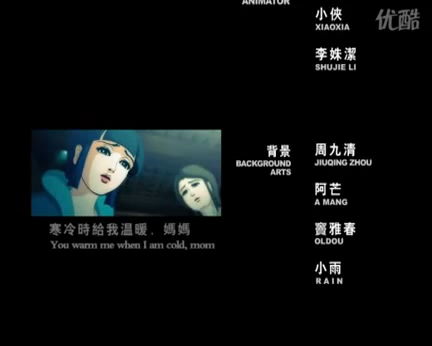 ANIMATOR
小俠
XIAOXIA
優酷
李姝潔
SHUJIE LI
背景
BACKGROUND
ARTS
周九清
JIUQING ZHOU
阿芒
A MANG
竇雅春
OLDOU
小雨
RAIN
寒冷時給我溫暖．媽媽
You warm me when I am cold, mom